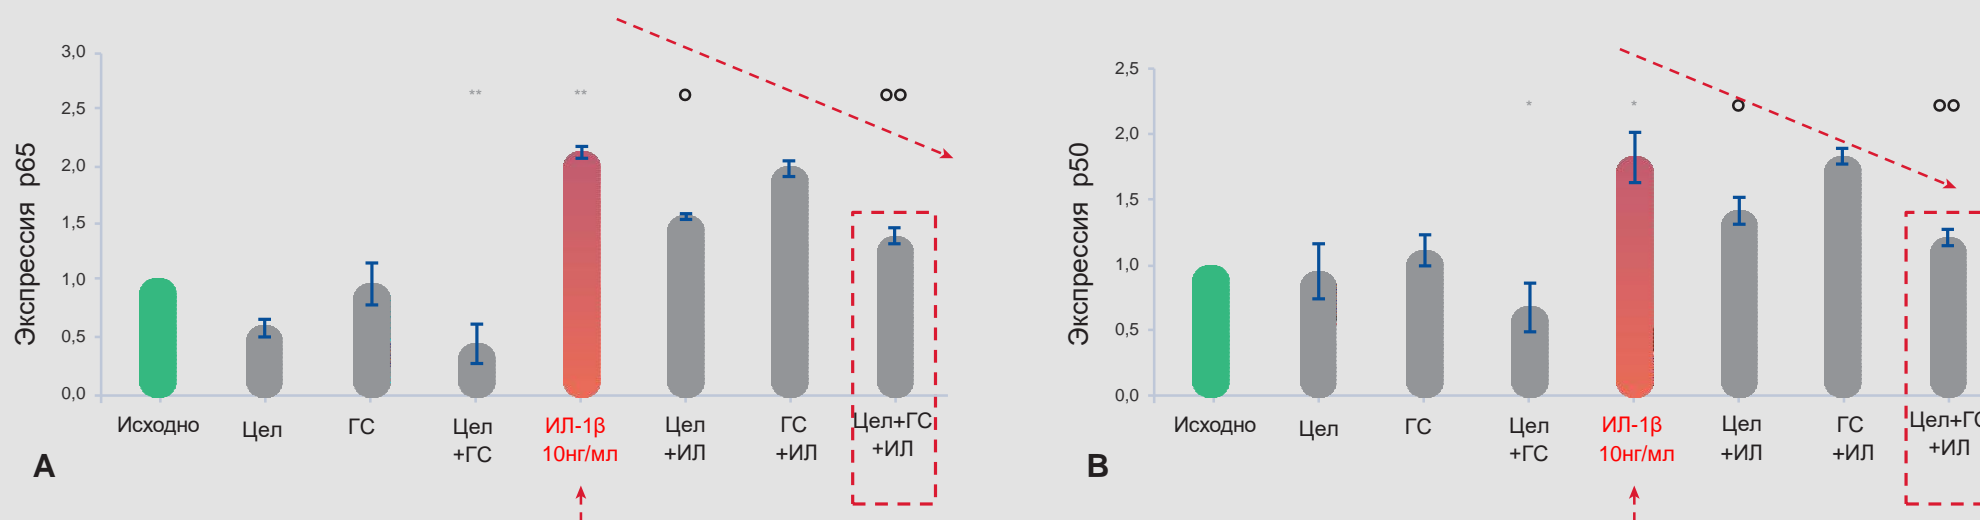 Экспрессия p65
3,0
2,5
2,0
1,5
1,0
0,5
0,0
** **
Исходно
Цел
ГС
Цел
+ГС
ИЛ-1β
10нг/мл
Цел
+ИЛ
ГС
+ИЛ
Цел+ГС
+ИЛ
A
Экспрессия p50
2,5
2,0
1,5
1,0
0,5
0,0
* *
Исходно
Цел
ГС
Цел
+ГС
ИЛ-1β
10нг/мл
Цел
+ИЛ
ГС
+ИЛ
Цел+ГС
+ИЛ
B